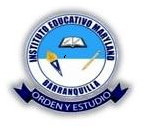 INSTITUTO EDUCATIVO MARYLAND
BARRANQUILLA
ORDEN Y ESTUDIO